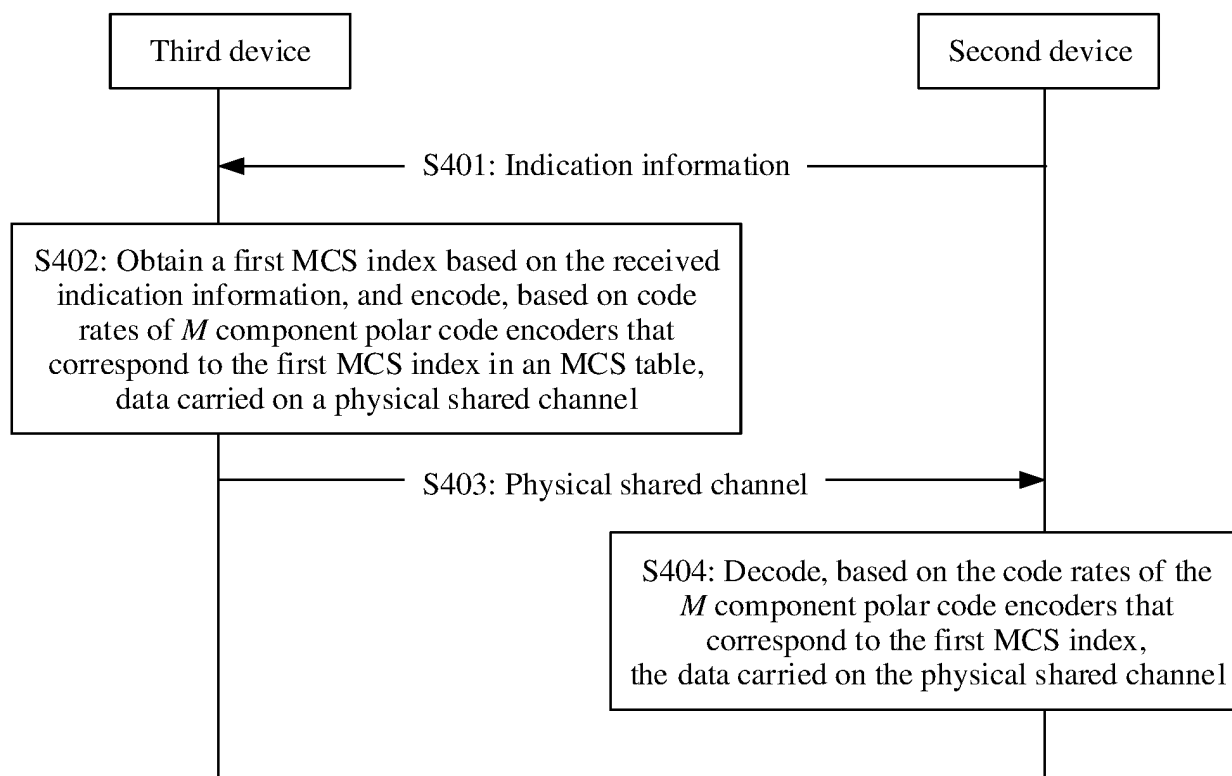 Third device
Second device
S401: Indication information
S402: Obtain a first MCS index based on the received
indication information, and encode, based on code
rates of M component polar code encoders that
correspond to the first MCS index in an MCS table,
data carried on a physical shared channel
S403: Physical shared channel
S404: Decode, based on the code rates of the
M component polar code encoders that
correspond to the first MCS index,
the data carried on the physical shared channel